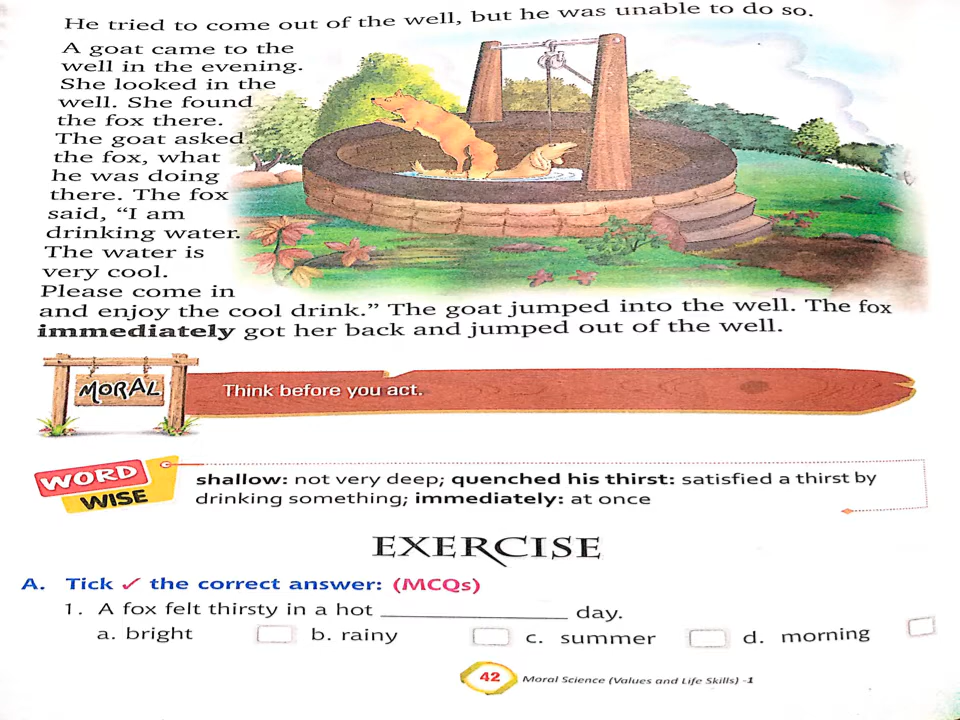 He tried to come out of the well, but he was unable to do so.
A goat came to the
well in the evening.
She looked in the
well. She found
the fox there.
The goat asked
the fox, what
he was doing
there. The fox
said, “I am
drinking water.
The water is
very cool.
Please come in
and enjoy the cool drink.” The goat jumped into the well. The fox
immediately got her back and jumped out of the well.
MORAL
Think before you act.
WORD
WISE
shallow: not very deep; quenched his thirst: satisfied a thirst by
drinking something; immediately: at once
EXERCISE
A. Tick ✓ the correct answer: (MCQs)
1. A fox felt thirsty in a hot ____________________ day.
a. bright b. rainy c. summer d. morning
42 Moral Science (Values and Life Skills) -1